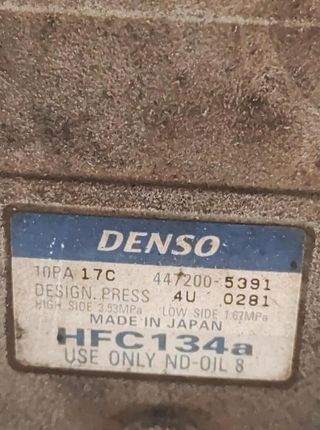 DENSO
10PA 17C 447200-5391
DESIGN. PRESS 4U 0281
HIGH SIDE 3.53MPa LOW SIDE 1.67MPa
MADE IN JAPAN
HFC134a
USE ONLY ND-OIL 8